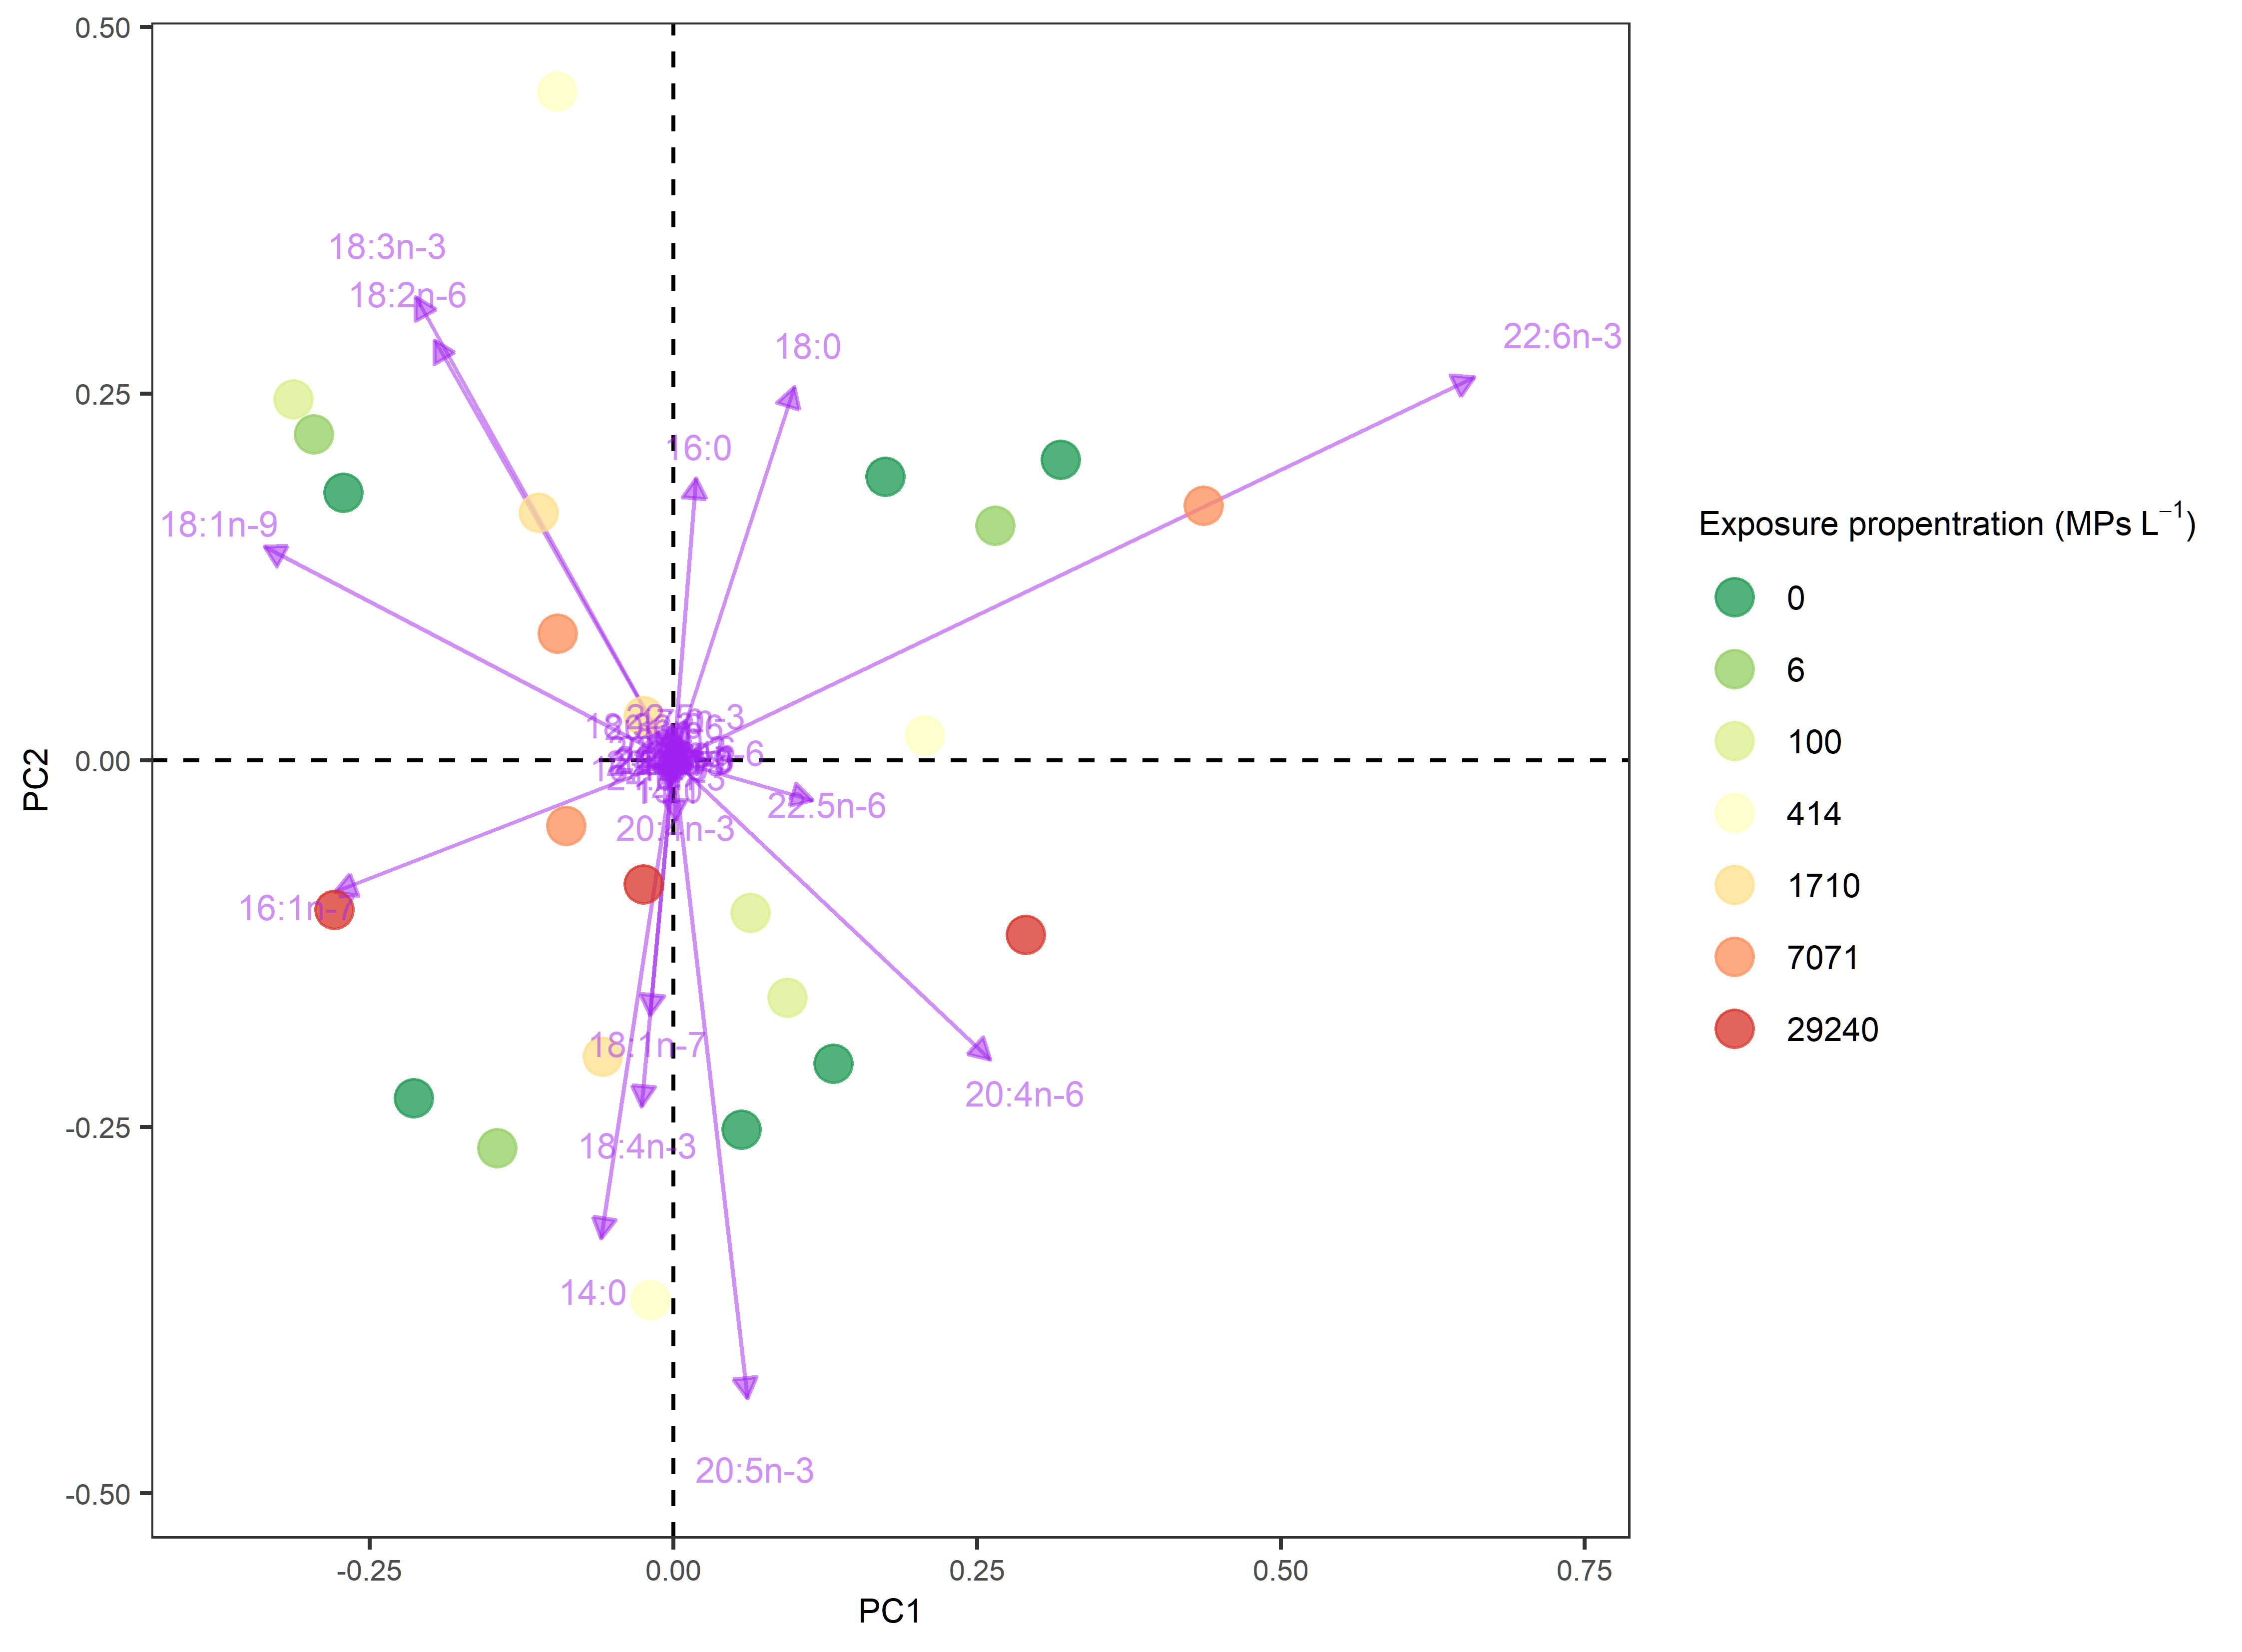 0.50
0.25
0.00
-0.25
-0.50
PC2
18:3n-3
18:2n-6
18:0
22:6n-3
16:0
18:1n-9
22:5n-6
20:4n-3
16:1n-7
18:1n-7
20:4n-6
18:4n-3
14:0
20:5n-3
-0.25
0.00
0.25
0.50
0.75
PC1
Exposure propentration (MPs L⁻¹)
0
6
100
414
1710
7071
29240